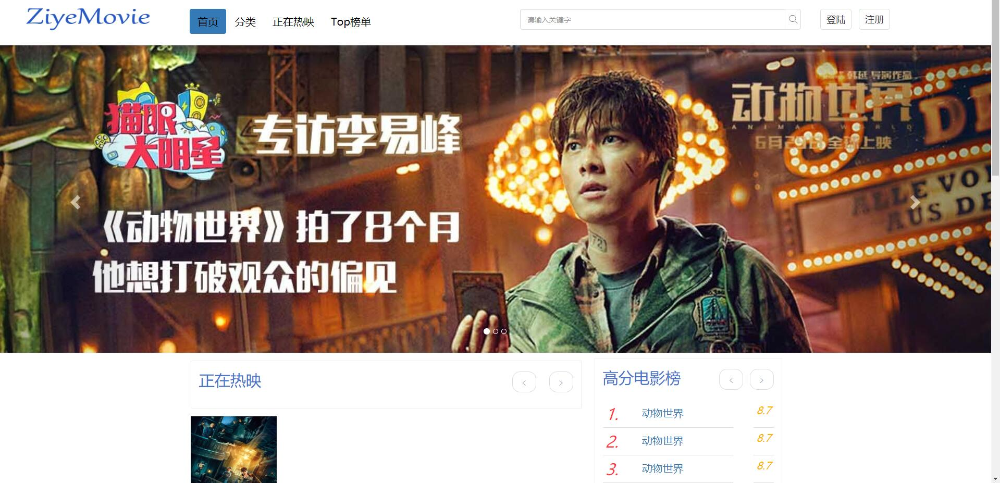 ZiyeMovie
首页 分类 正在热映 Top榜单
请输入关键字
登陆 注册
韩延 导演作品
动物世界
ANIMAL WORLD
6月29日 全球上映
猫眼
大明星
专访李易峰
《动物世界》拍了8个月
他想打破观众的偏见
ALLE VO
AUS DE
正在热映
高分电影榜
1. 动物世界 8.7
2. 动物世界 8.7
3. 动物世界 8.7